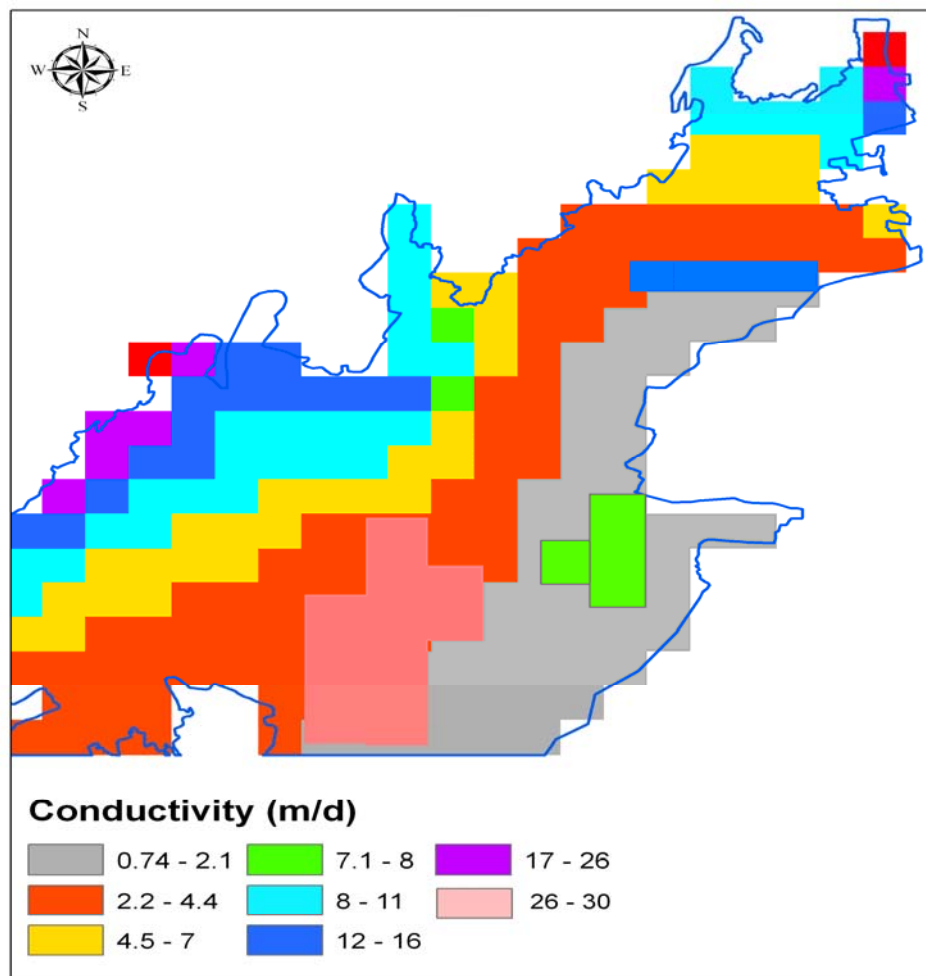 N
W E
S
Conductivity (m/d)
0.74 - 2.1 7.1 - 8 17 - 26
2.2 - 4.4 8 - 11 26 - 30
4.5 - 7 12 - 16